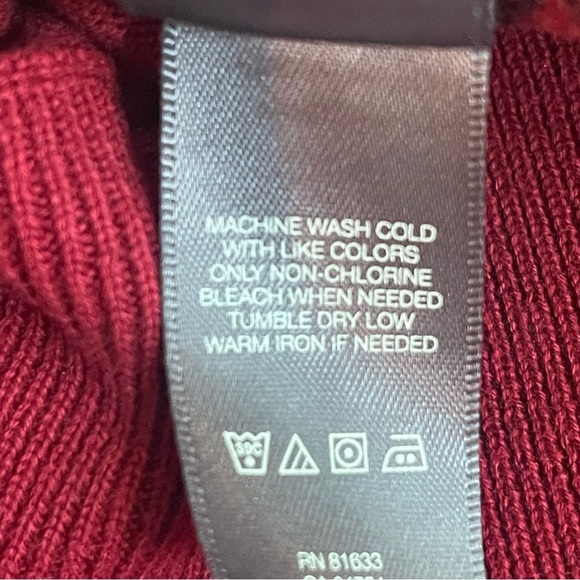 MACHINE WASH COLD
WITH LIKE COLORS
ONLY NON-CHLORINE
BLEACH WHEN NEEDED
TUMBLE DRY LOW
WARM IRON IF NEEDED
RN 81633